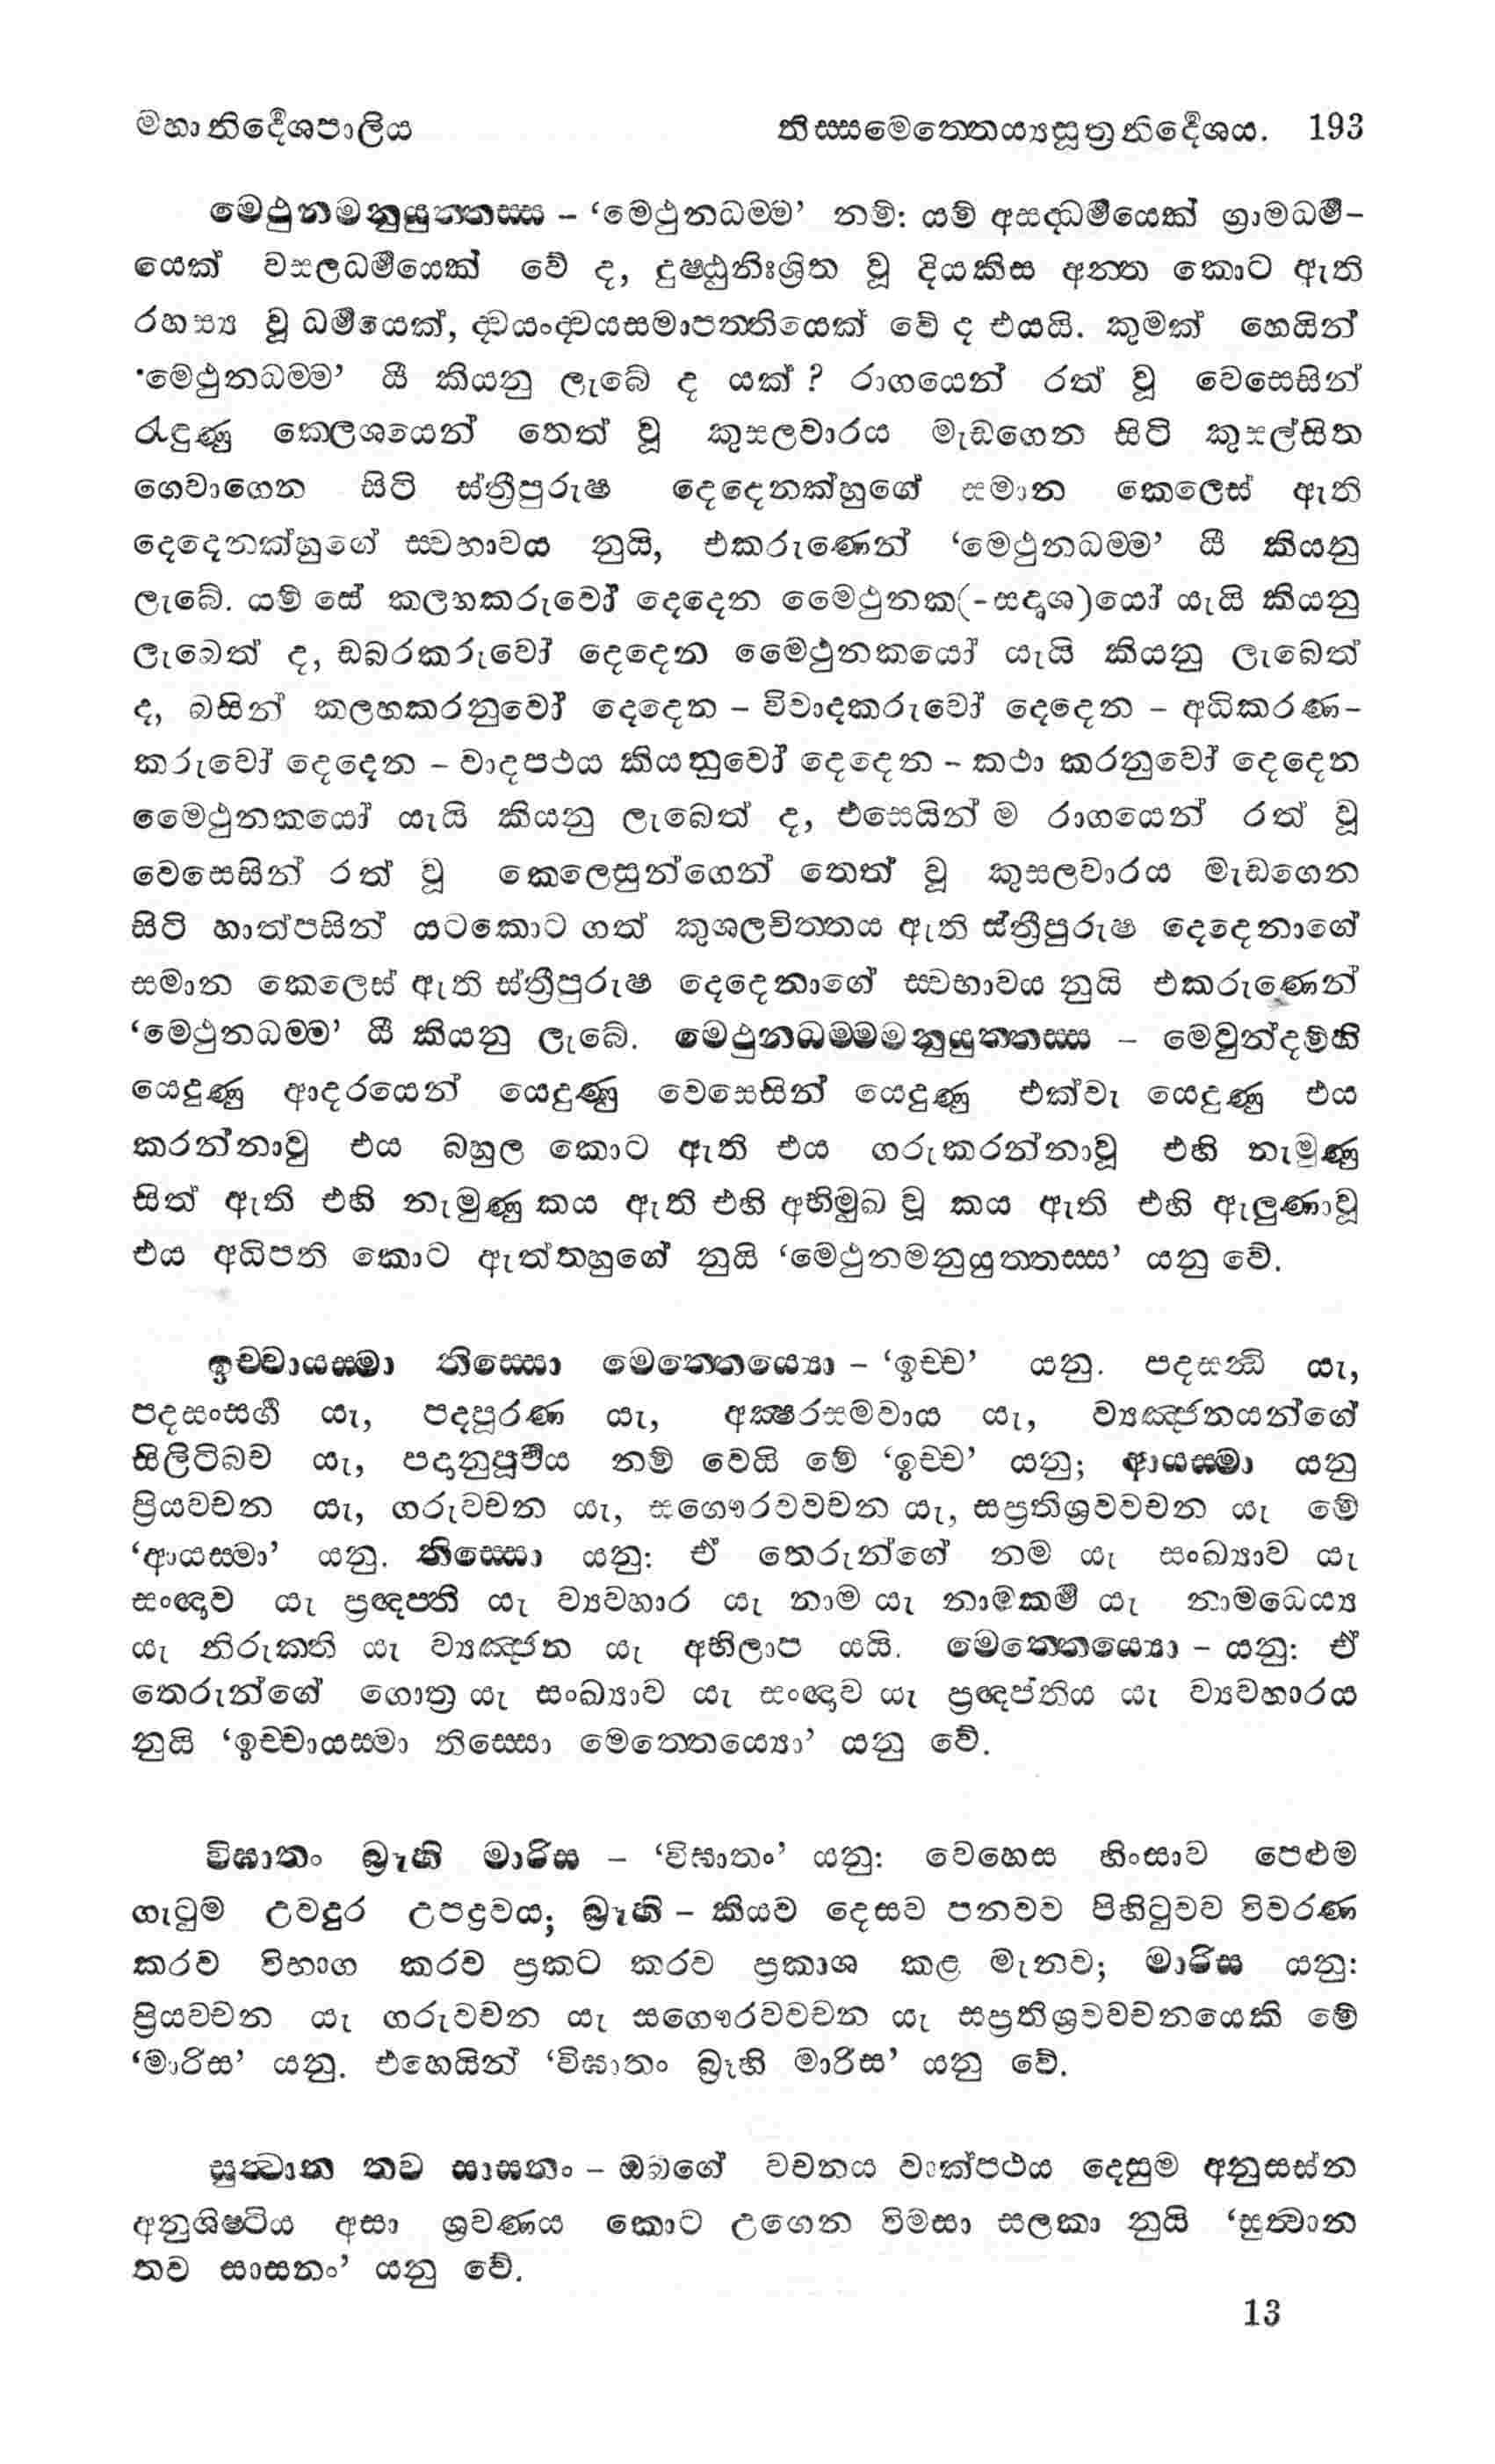 මහානිර්දේශපාලිය තිස්සමෙත්තෙය්‍යසූත්‍රනිර්දේශය. 193
මෙථුනමනුයුත්තස්ස – ‘මෙථුනධම්ම’ නම්: යම් අසද්ධර්මයෙක් ග්‍රාමධර්ම–
යෙක් වසලධර්මයෙක් වේ ද, දුෂ්ඨුනිඃශ්‍රිත වූ දියකිස අන්ත කොට ඇති
රහස්‍ය වූ ධර්මයෙක්, ද්වයංද්වයසමාපත්තියෙක් වේ ද එයයි. කුමක් හෙයින්
‘මෙථුනධම්ම’ යී කියනු ලැබේ ද යත් ? රාගයෙන් රත් වූ වෙසෙසින්
රැඳුණු කෙලශයෙන් තෙත් වූ කුසලවාරය මැඩගෙන සිටි කුසල්සිත
ගෙවාගෙන සිටි ස්ත්‍රීපුරුෂ දෙදෙනක්හුගේ සමාන කෙලෙස් ඇති
දෙදෙනක්හුගේ ස්වභාවය නුයි, එකරුණෙන් ‘මෙථුනධම්ම’ යී කියනු
ලැබේ. යම් සේ කලහකරුවෝ දෙදෙන මෛථුනක(-සදෘශ)යෝ යැයි කියනු
ලැබෙත් ද, ඩබරකරුවෝ දෙදෙන මෛථුනකයෝ යැයි කියනු ලැබෙත්
ද, බසින් කලහකරනුවෝ දෙදෙන – විවාදකරුවෝ දෙදෙන – අධිකරණ–
කරුවෝ දෙදෙන – වාදපථය කියනුවෝ දෙදෙන – කථා කරනුවෝ දෙදෙන
මෛථුනකයෝ යැයි කියනු ලැබෙත් ද, එසෙයින් ම රාගයෙන් රත් වූ
වෙසෙසින් රත් වූ කෙලෙසුන්ගෙන් තෙත් වූ කුසලවාරය මැඩගෙන
සිටි හාත්පසින් යටකොට ගත් කුශලචිත්තය ඇති ස්ත්‍රීපුරුෂ දෙදෙනාගේ
සමාන කෙලෙස් ඇති ස්ත්‍රීපුරුෂ දෙදෙනාගේ ස්වභාවය නුයි එකරුණෙන්
‘මෙථුනධම්ම’ යී කියනු ලැබේ. මෙථුනධම්මමනුයුත්තස්ස – මෙවුන්දම්හි
යෙදුණු ආදරයෙන් යෙදුණු වෙසෙසින් යෙදුණු එක්වැ යෙදුණු එය
කරන්නාවු එය බහුල කොට ඇති එය ගරුකරන්නාවූ එහි නැමුණු
සිත් ඇති එහි නැමුණු කය ඇති එහි අභිමුඛ වූ කය ඇති එහි ඇලුණාවූ
එය අධිපති කොට ඇත්තහුගේ නුයි ‘මෙථුනමනුයුත්තස්ස’ යනු වේ.
ඉච්චායස්මා තිස්සො මෙත්තෙය්‍යො – ‘ඉච්ච’ යනු. පදසන්ධි යැ,
පදසංසර්ග යැ, පදපූරණ යැ, අක්ෂරසමවාය යැ, ව්‍යඤ්ජනයන්ගේ
සිලිටිබව යැ, පදානුපූර්විය නම් වෙයි මේ ‘ඉච්ච’ යනු; ආයස්මා යනු
ප්‍රියවචන යැ, ගරුවචන යැ, සගෞරවවචන යැ, සප්‍රතිශ්‍රවවචන යැ මේ
‘ආයස්මා’ යනු. තිස්සො යනු: ඒ තෙරුන්ගේ නම යැ සංඛ්‍යාව යැ
සංඥාව යැ ප්‍රඥප්ති යැ ව්‍යවහාර යැ නාම යැ නාමකර්ම යැ නාමධෙය්‍ය
යැ නිරුක්ති යැ ව්‍යඤ්ජන යැ අභිලාප යයි. මෙත්තෙය්‍යො – යනු: ඒ
තෙරුන්ගේ ගොත්‍ර යැ සංඛ්‍යාව යැ සංඥාව යැ ප්‍රඥප්තිය යැ ව්‍යවහාරය
නුයි ‘ඉච්චායස්මා තිස්සො මෙත්තෙය්‍යො’ යනු වේ.
විඝාතං බ්‍රූහි මාරිස – ‘විඝාතං’ යනු: වෙහෙස හිංසාව පෙළුම
ගැටුම් උවදුර උපද්‍රවය; බ්‍රූහි – කියව දෙසව පනවව පිහිටුවව විවරණ
කරව විභාග කරව ප්‍රකට කරව ප්‍රකාශ කළ මැනව; මාරිස යනු:
ප්‍රියවචන යැ ගරුවචන යැ සගෞරවවචන යැ සප්‍රතිශ්‍රවවචනයෙකි මේ
‘මාරිස’ යනු. එහෙයින් ‘විඝාතං බ්‍රූහි මාරිස’ යනු වේ.
සුත්වාන තව සාසනං – ඔබගේ වචනය වාක්පථය දෙසුම අනුසස්න
අනුශිෂ්ටිය අසා ශ්‍රවණය කොට උගෙන විමසා සලකා නුයි ‘සුත්වාන
තව සාසනං’ යනු වේ.
13